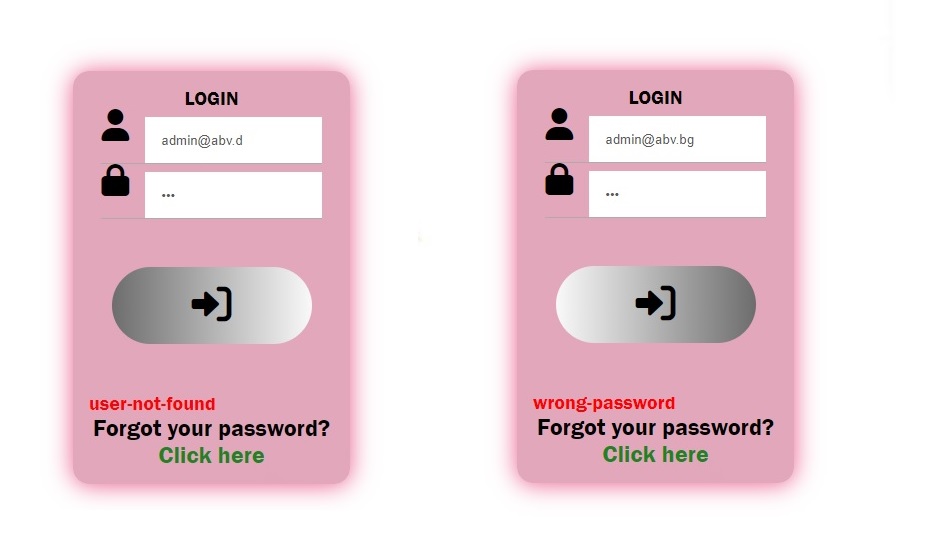 LOGIN
admin@abv.d
•••
user-not-found
Forgot your password?
Click here
LOGIN
admin@abv.bg
•••
wrong-password
Forgot your password?
Click here